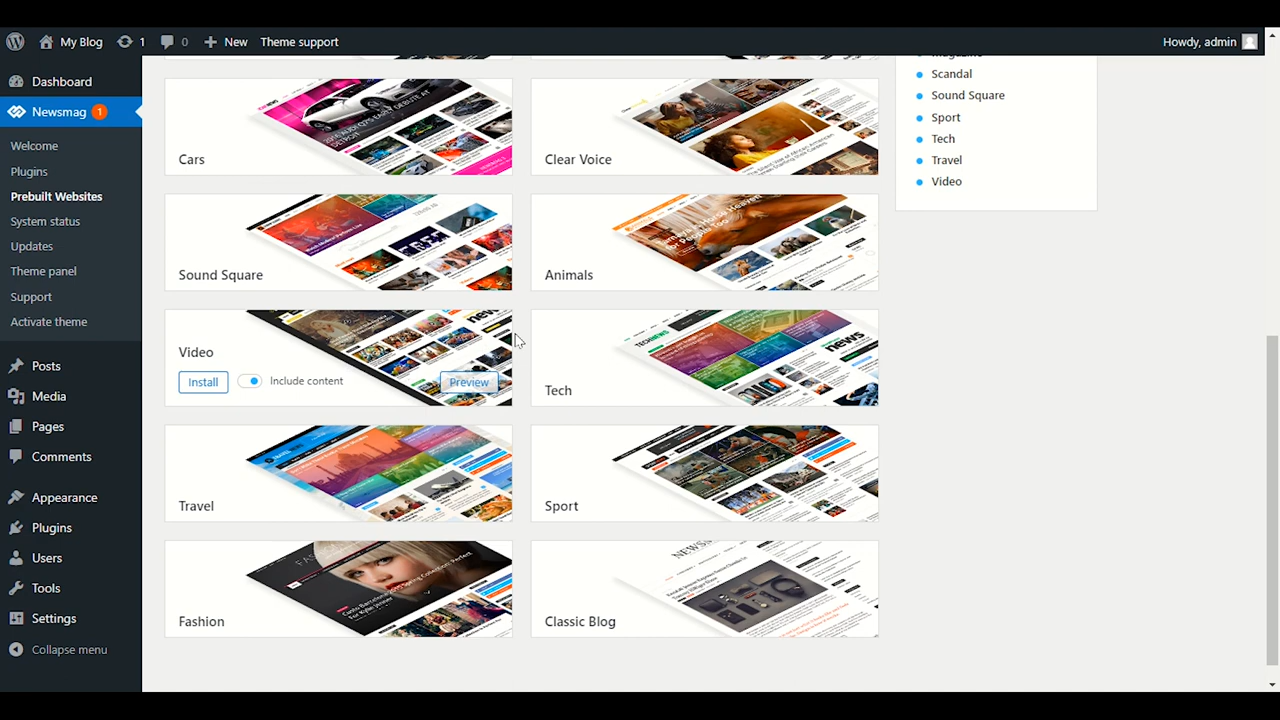 My Blog 1 0 New Theme support Howdy, admin
Dashboard
Newsmag 1
Welcome
Plugins
Prebuilt Websites
System status
Updates
Theme panel
Support
Activate theme
Posts
Media
Pages
Comments
Appearance
Plugins
Users
Tools
Settings
Collapse menu
Cars
Clear Voice
Sound Square
Animals
Video
Install Include content Preview
Tech
Travel
Sport
Fashion
Classic Blog
Magazine
Scandal
Sound Square
Sport
Tech
Travel
Video